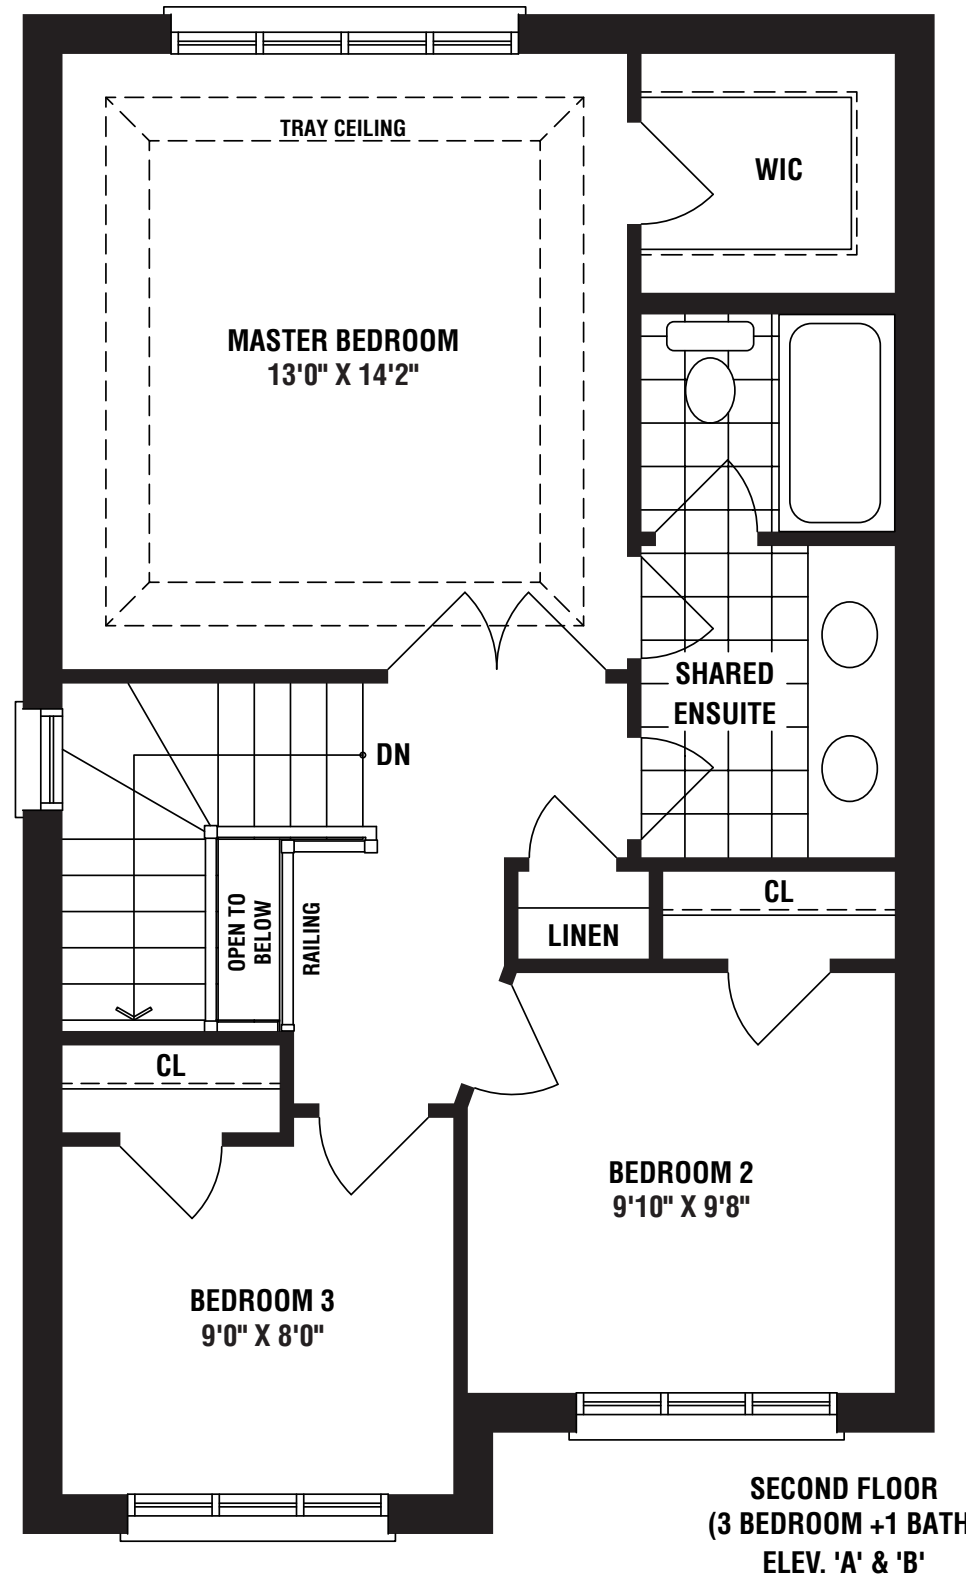 TRAY CEILING
WIC
MASTER BEDROOM
13'0" X 14'2"
SHARED
ENSUITE
DN
OPEN TO
BELOW
RAILING
LINEN
CL
CL
BEDROOM 2
9'10" X 9'8"
BEDROOM 3
9'0" X 8'0"
SECOND FLOOR
(3 BEDROOM +1 BATH
ELEV. 'A' & 'B'